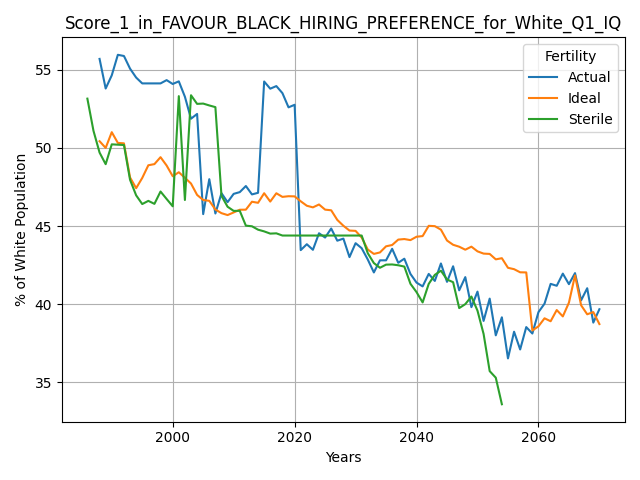 Score_1_in_FAVOUR_BLACK_HIRING_PREFERENCE_for_White_Q1_IQ
Fertility
Actual
Ideal
Sterile
% of White Population
55
50
45
40
35
2000
2020
2040
2060
Years